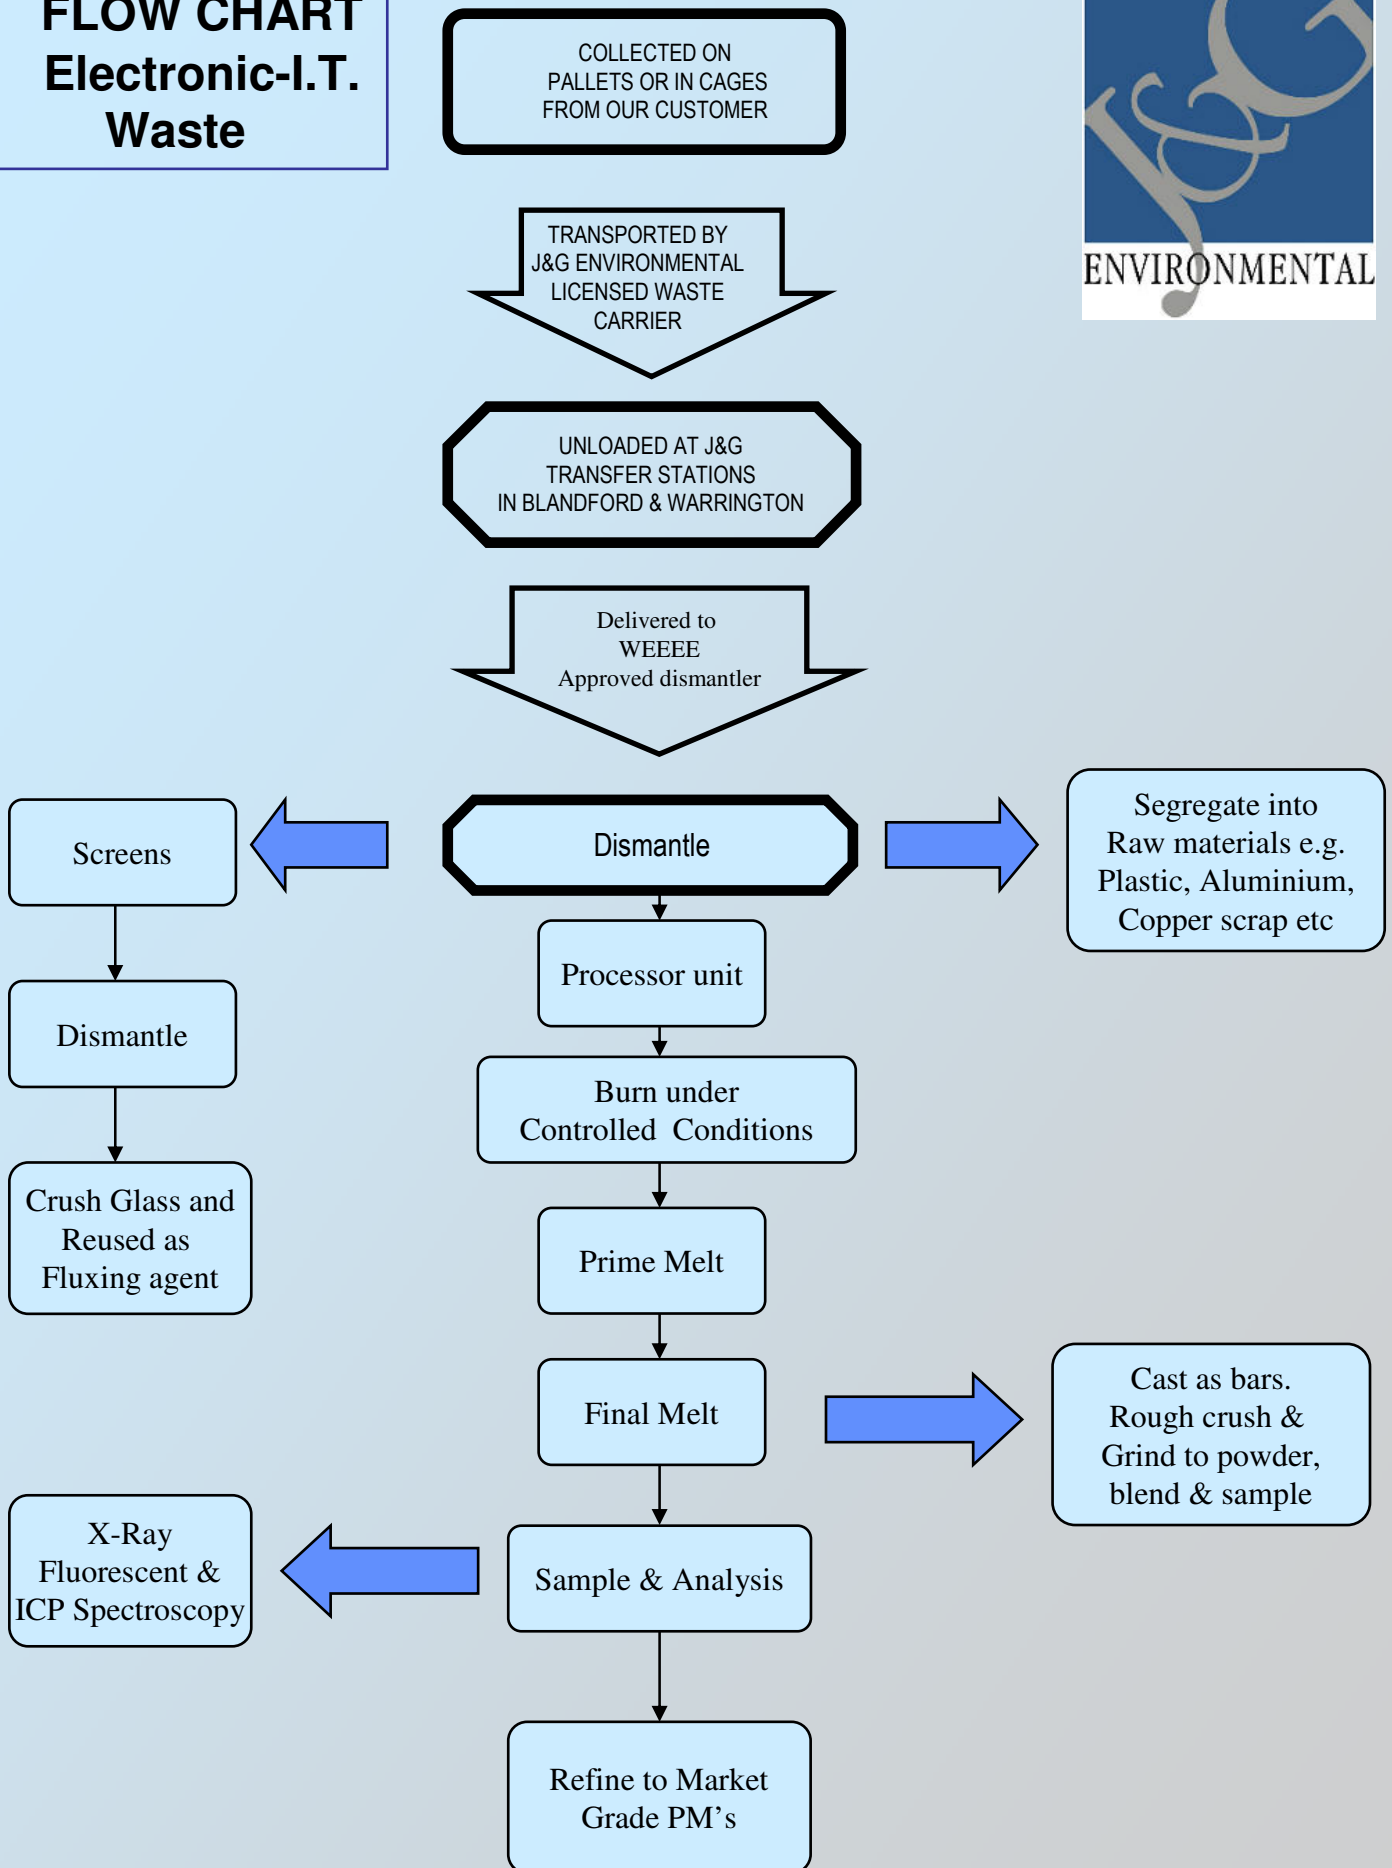 FLOW CHART
Electronic-I.T.
Waste
COLLECTED ON
PALLETS OR IN CAGES
FROM OUR CUSTOMER
J&G
ENVIRONMENTAL
TRANSPORTED BY
J&G ENVIRONMENTAL
LICENSED WASTE
CARRIER
UNLOADED AT J&G
TRANSFER STATIONS
IN BLANDFORD & WARRINGTON
Delivered to
WEEEE
Approved dismantler
Screens
Dismantle
Segregate into
Raw materials e.g.
Plastic, Aluminium,
Copper scrap etc
Processor unit
Dismantle
Burn under
Controlled Conditions
Crush Glass and
Reused as
Fluxing agent
Prime Melt
Final Melt
Cast as bars.
Rough crush &
Grind to powder,
blend & sample
X-Ray
Fluorescent &
ICP Spectroscopy
Sample & Analysis
Refine to Market
Grade PM’s